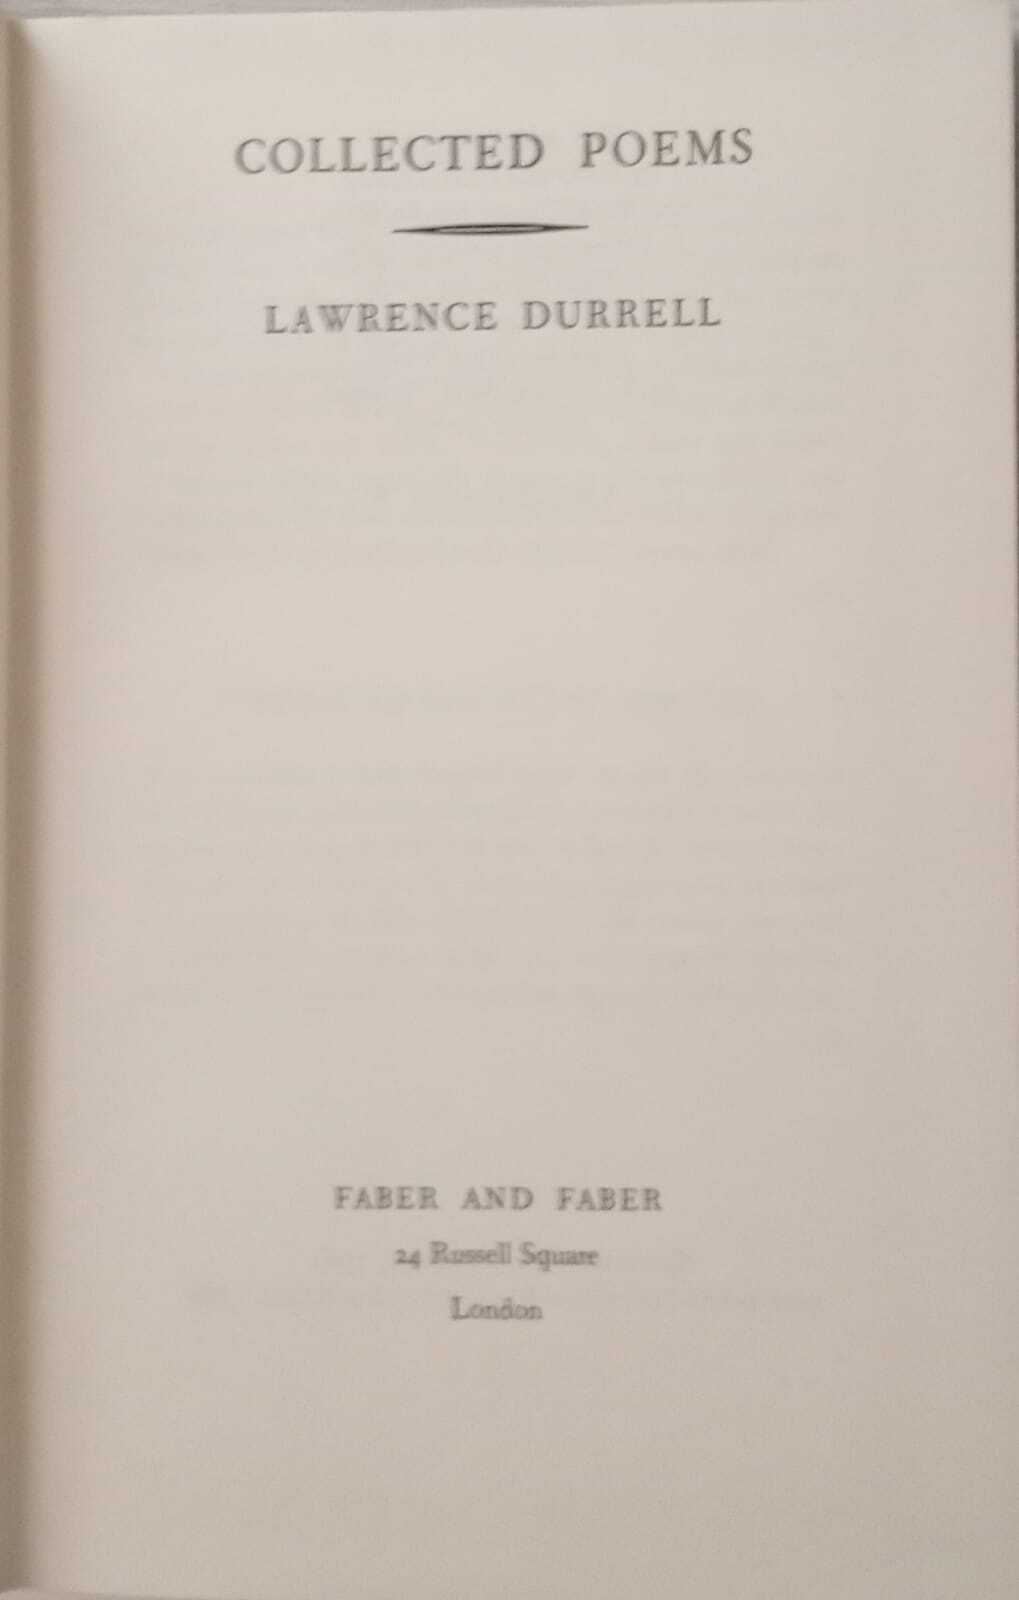 COLLECTED POEMS
LAWRENCE DURRELL
FABER AND FABER
24 Russell Square
London